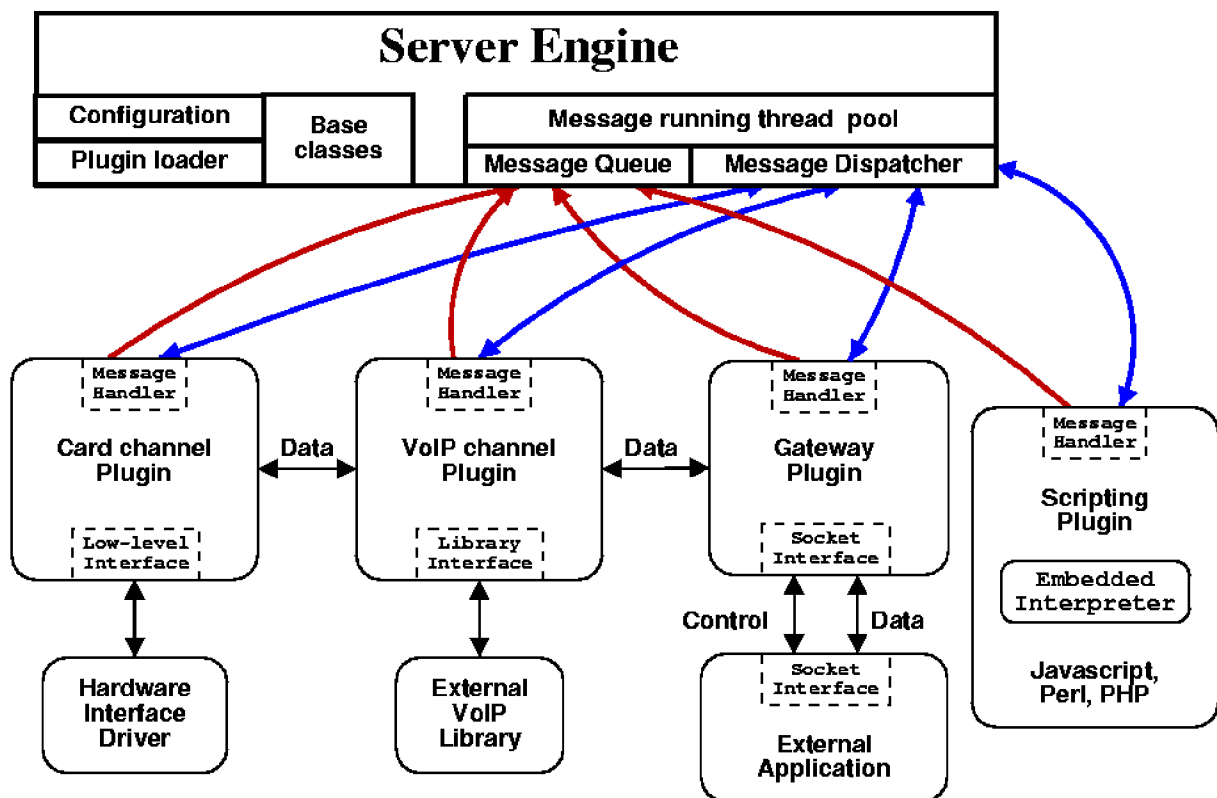 Server Engine
Configuration
Plugin loader
Base
classes
Message running thread pool
Message Queue
Message Dispatcher
Message
Handler
Card channel
Plugin
Low-level
Interface
Data
Message
Handler
VoIP channel
Plugin
Library
Interface
Data
Message
Handler
Gateway
Plugin
Socket
Interface
Message
Handler
Scripting
Plugin
Embedded
Interpreter
Javascript,
Perl, PHP
Control
Data
Hardware
Interface
Driver
External
VoIP
Library
Socket
Interface
External
Application